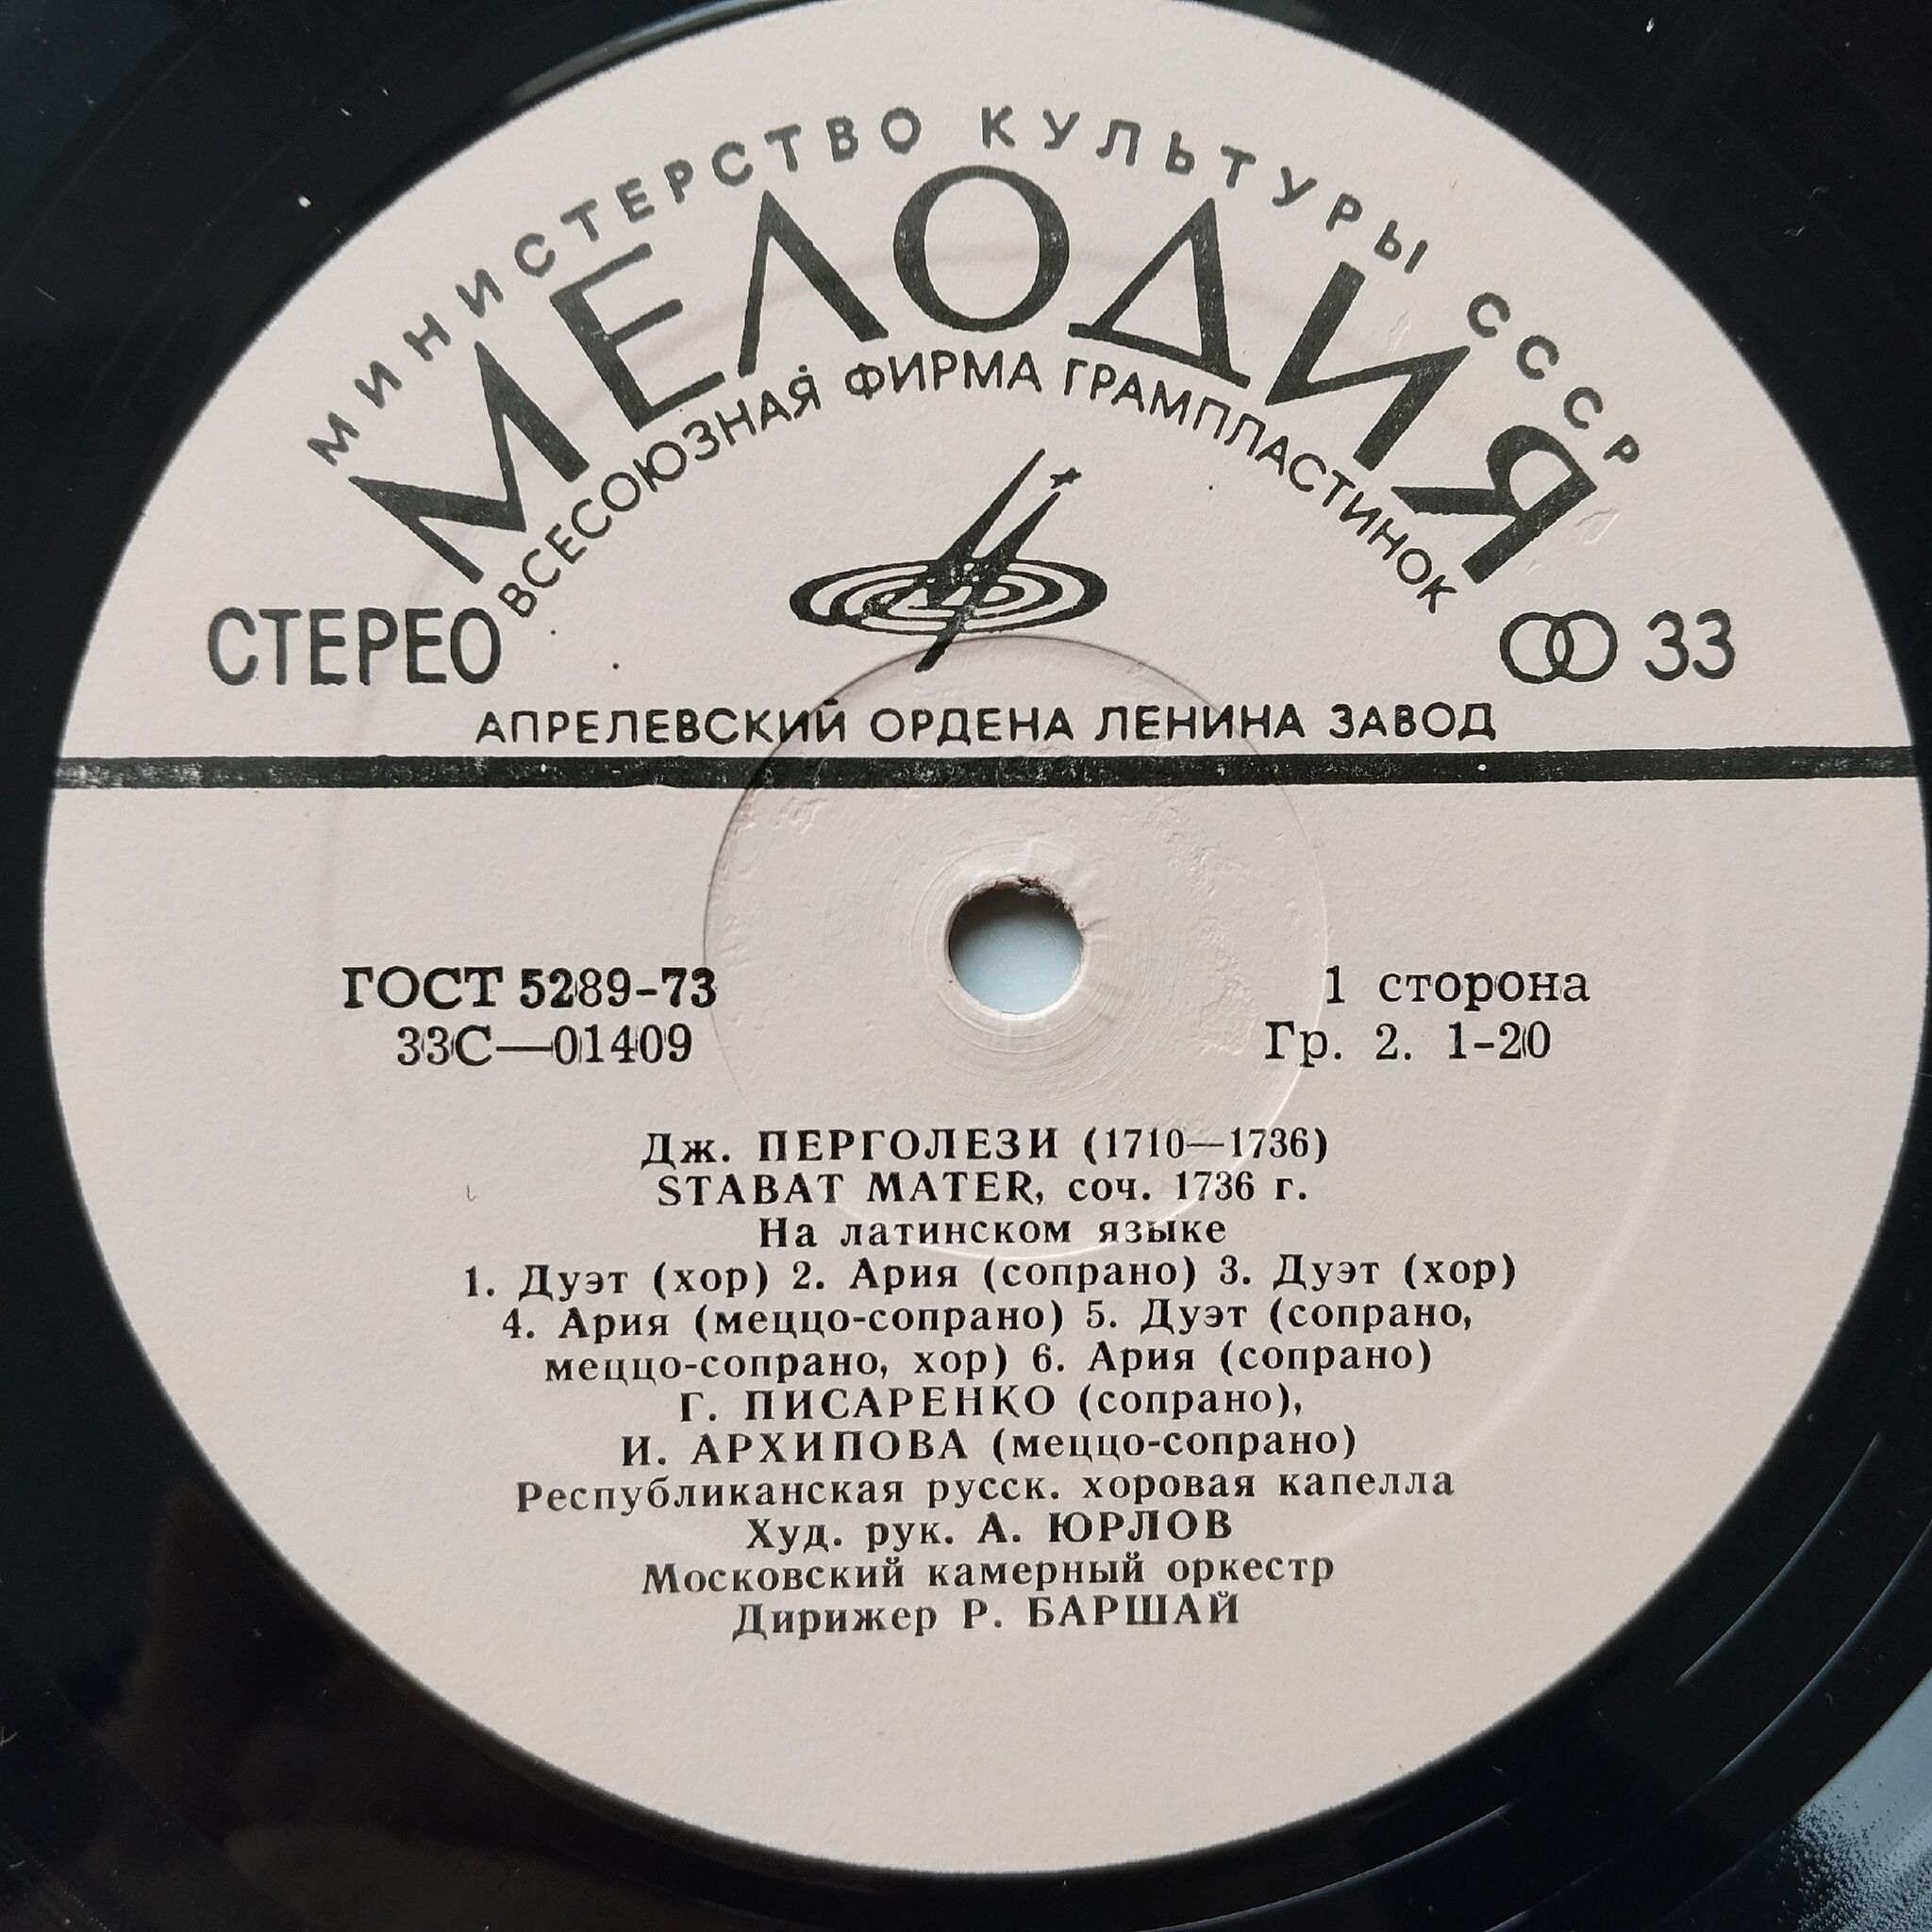 МИНИСТЕРСТВО КУЛЬТУРЫ СССР
МЕЛОДИЯ
ВСЕСОЮЗНАЯ ФИРМА ГРАМПЛАСТИНОК
СТЕРЕО
33
АПРЕЛЕВСКИЙ ОРДЕНА ЛЕНИНА ЗАВОД
ГОСТ 5289-73
33С—01409
1 сторона
Гр. 2. 1-20
Дж. ПЕРГОЛЕЗИ (1710—1736)
STABAT MATER, соч. 1736 г.
На латинском языке
1. Дуэт (хор) 2. Ария (сопрано) 3. Дуэт (хор)
4. Ария (меццо-сопрано) 5. Дуэт (сопрано,
меццо-сопрано, хор) 6. Ария (сопрано)
Г. ПИСАРЕНКО (сопрано),
И. АРХИПОВА (меццо-сопрано)
Республиканская русск. хоровая капелла
Худ. рук. А. ЮРЛОВ
Московский камерный оркестр
Дирижер Р. БАРШАЙ